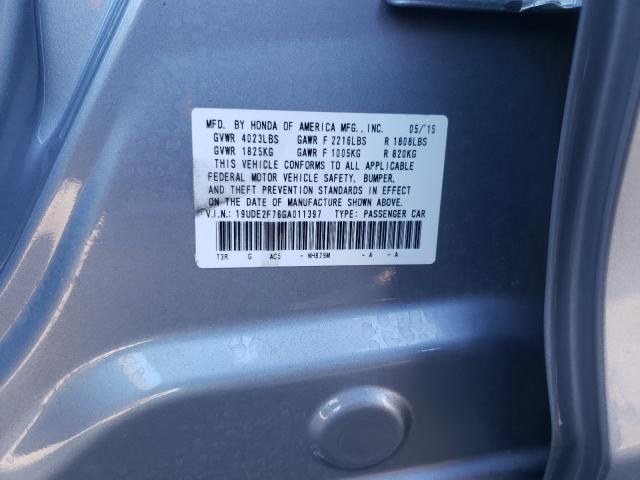 MFD. BY HONDA OF AMERICA MFG., INC. 05/'15
GVWR 4023LBS GAWR F 2216LBS R 1808LBS
GVWR 1825KG GAWR F 1005KG R 820KG
THIS VEHICLE CONFORMS TO ALL APPLICABLE
FEDERAL MOTOR VEHICLE SAFETY, BUMPER,
AND THEFT PREVENTION STANDARDS IN EFFECT
ON THE DATE OF MANUFACTURE SHOWN ABOVE.
V.I.N.: 19UDE2F76GA011397 TYPE: PASSENGER CAR
T3R G AC5 - NH829M - A - A